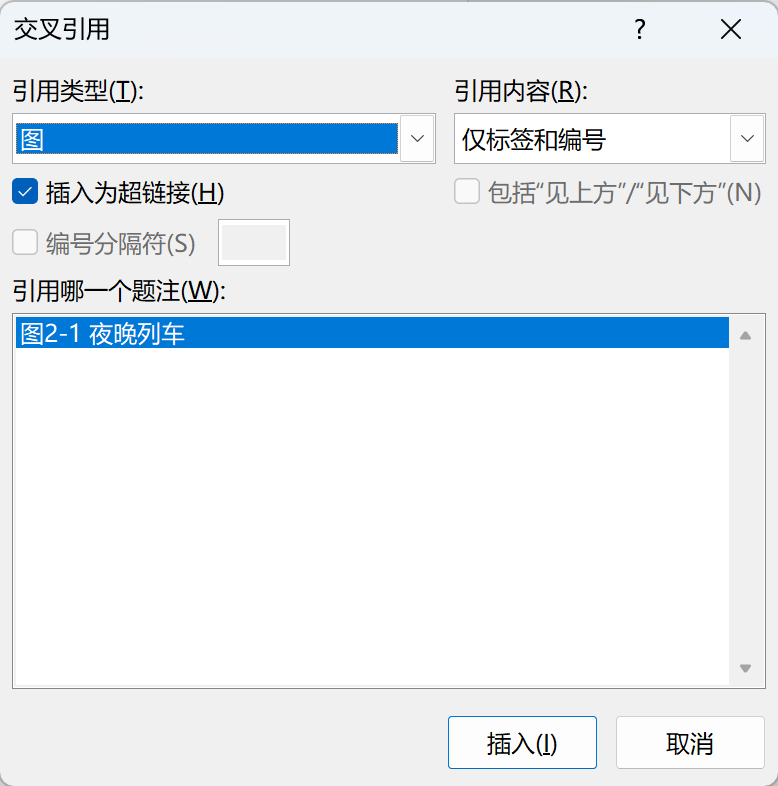 交叉引用 ?
引用类型(T): 引用内容(R):
图 仅标签和编号
插入为超链接(H) 包括“见上方”/“见下方”(N)
编号分隔符(S)
引用哪一个题注(W):
图2-1 夜晚列车
插入(I) 取消